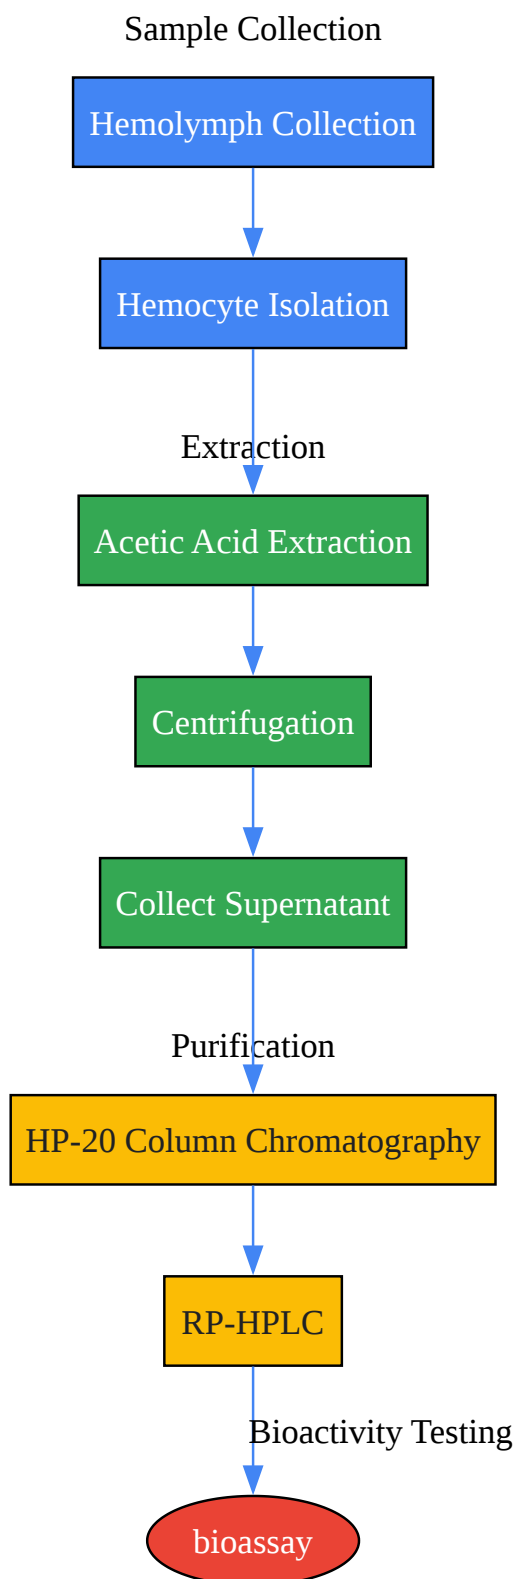 Sample Collection
Hemolymph Collection
Hemocyte Isolation
Extraction
Acetic Acid Extraction
Centrifugation
Collect Supernatant
Purification
HP-20 Column Chromatography
RP-HPLC
Bioactivity Testing
bioassay